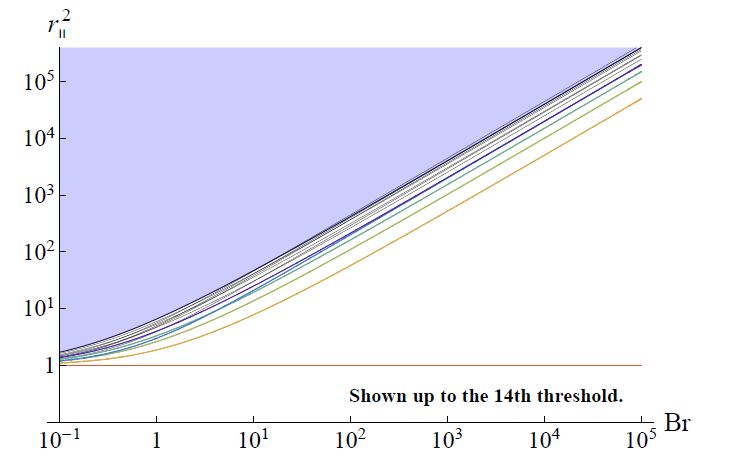 r∥²
10⁵
10⁴
10³
10²
10¹
1
Shown up to the 14th threshold.
10⁻¹ 1 10¹ 10² 10³ 10⁴ 10⁵ Br